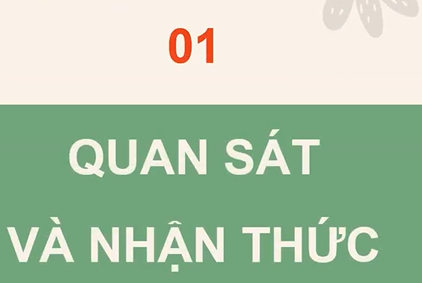 01
QUAN SÁT
VÀ NHẬN THỨC